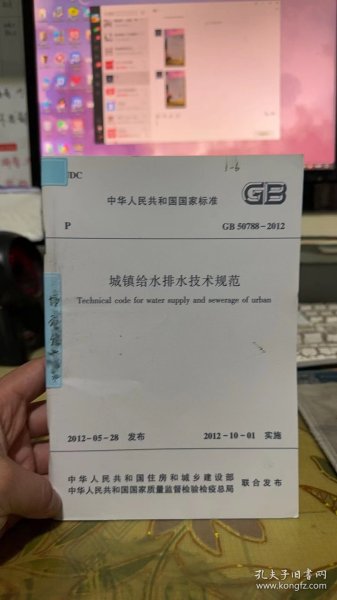 UDC
1-6
中华人民共和国国家标准
GB
P
GB 50788-2012
城镇给水排水技术规范
Technical code for water supply and sewerage of urban
2012-05-28 发布
2012-10-01 实施
中华人民共和国住房和城乡建设部
中华人民共和国国家质量监督检验检疫总局
联合发布
孔夫子旧书网
www.kongfz.com